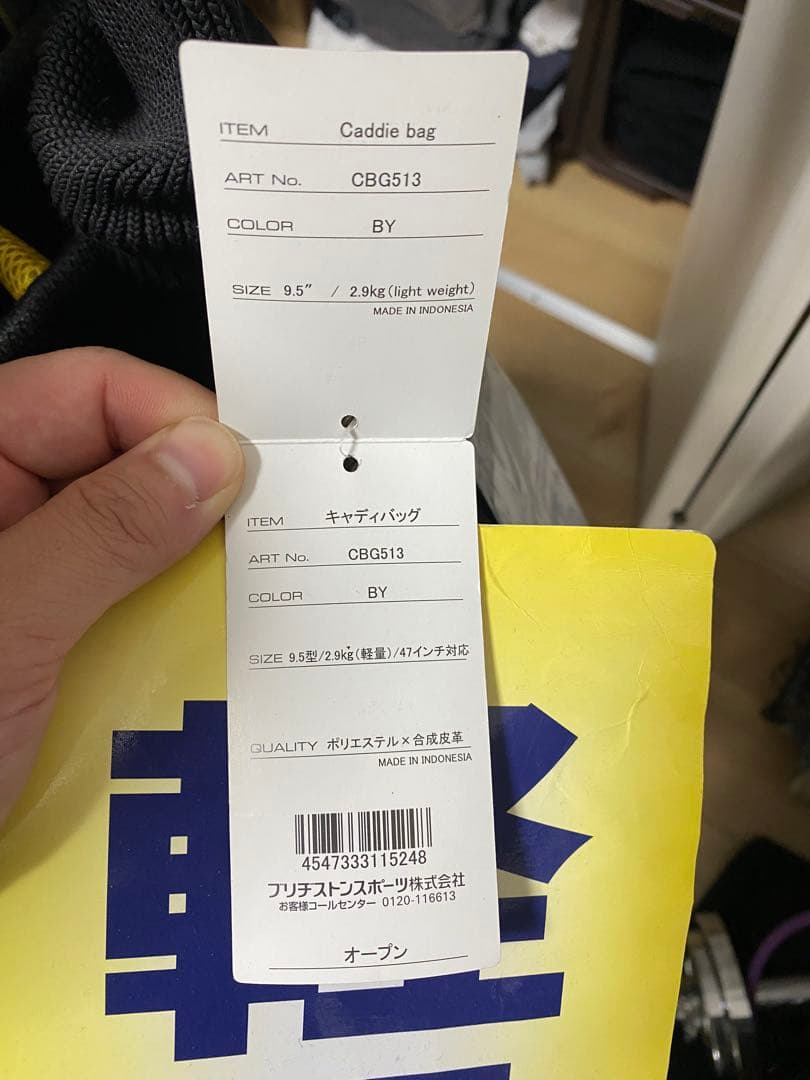 ITEM Caddie bag
ART No. CBG513
COLOR BY
SIZE 9.5" / 2.9kg (light weight)
MADE IN INDONESIA
ITEM キャディバッグ
ART No. CBG513
COLOR BY
SIZE 9.5型/2.9kg(軽量)/47インチ対応
QUALITY ポリエステル×合成皮革
MADE IN INDONESIA
4547333115248
ブリヂストンスポーツ株式会社
お客様コールセンター 0120-116613
オープン